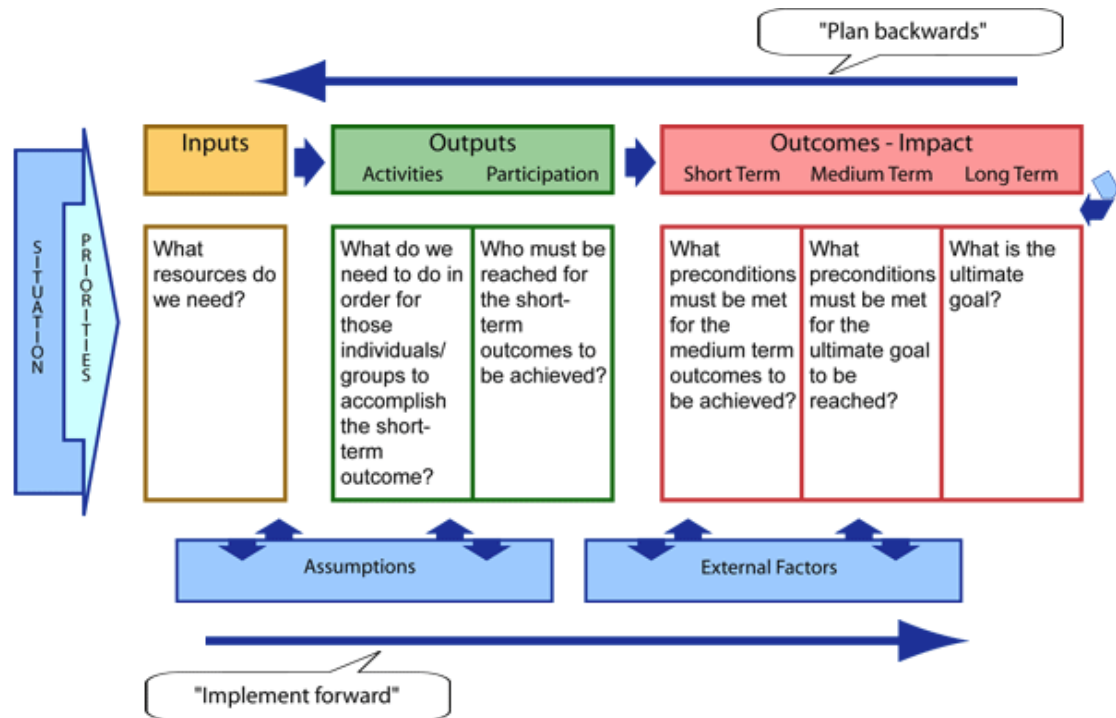 "Plan backwards"
Inputs
Outputs
Activities
Participation
Outcomes - Impact
Short Term
Medium Term
Long Term
SITUATION
PRIORITIES
What
resources do
we need?
What do we
need to do in
order for
those
individuals/
groups to
accomplish
the short-
term
outcome?
Who must be
reached for
the short-
term
outcomes to
be achieved?
What
preconditions
must be met
for the
medium term
outcomes to
be achieved?
What
preconditions
must be met
for the
ultimate goal
to be
reached?
What is the
ultimate
goal?
Assumptions
External Factors
"Implement forward"